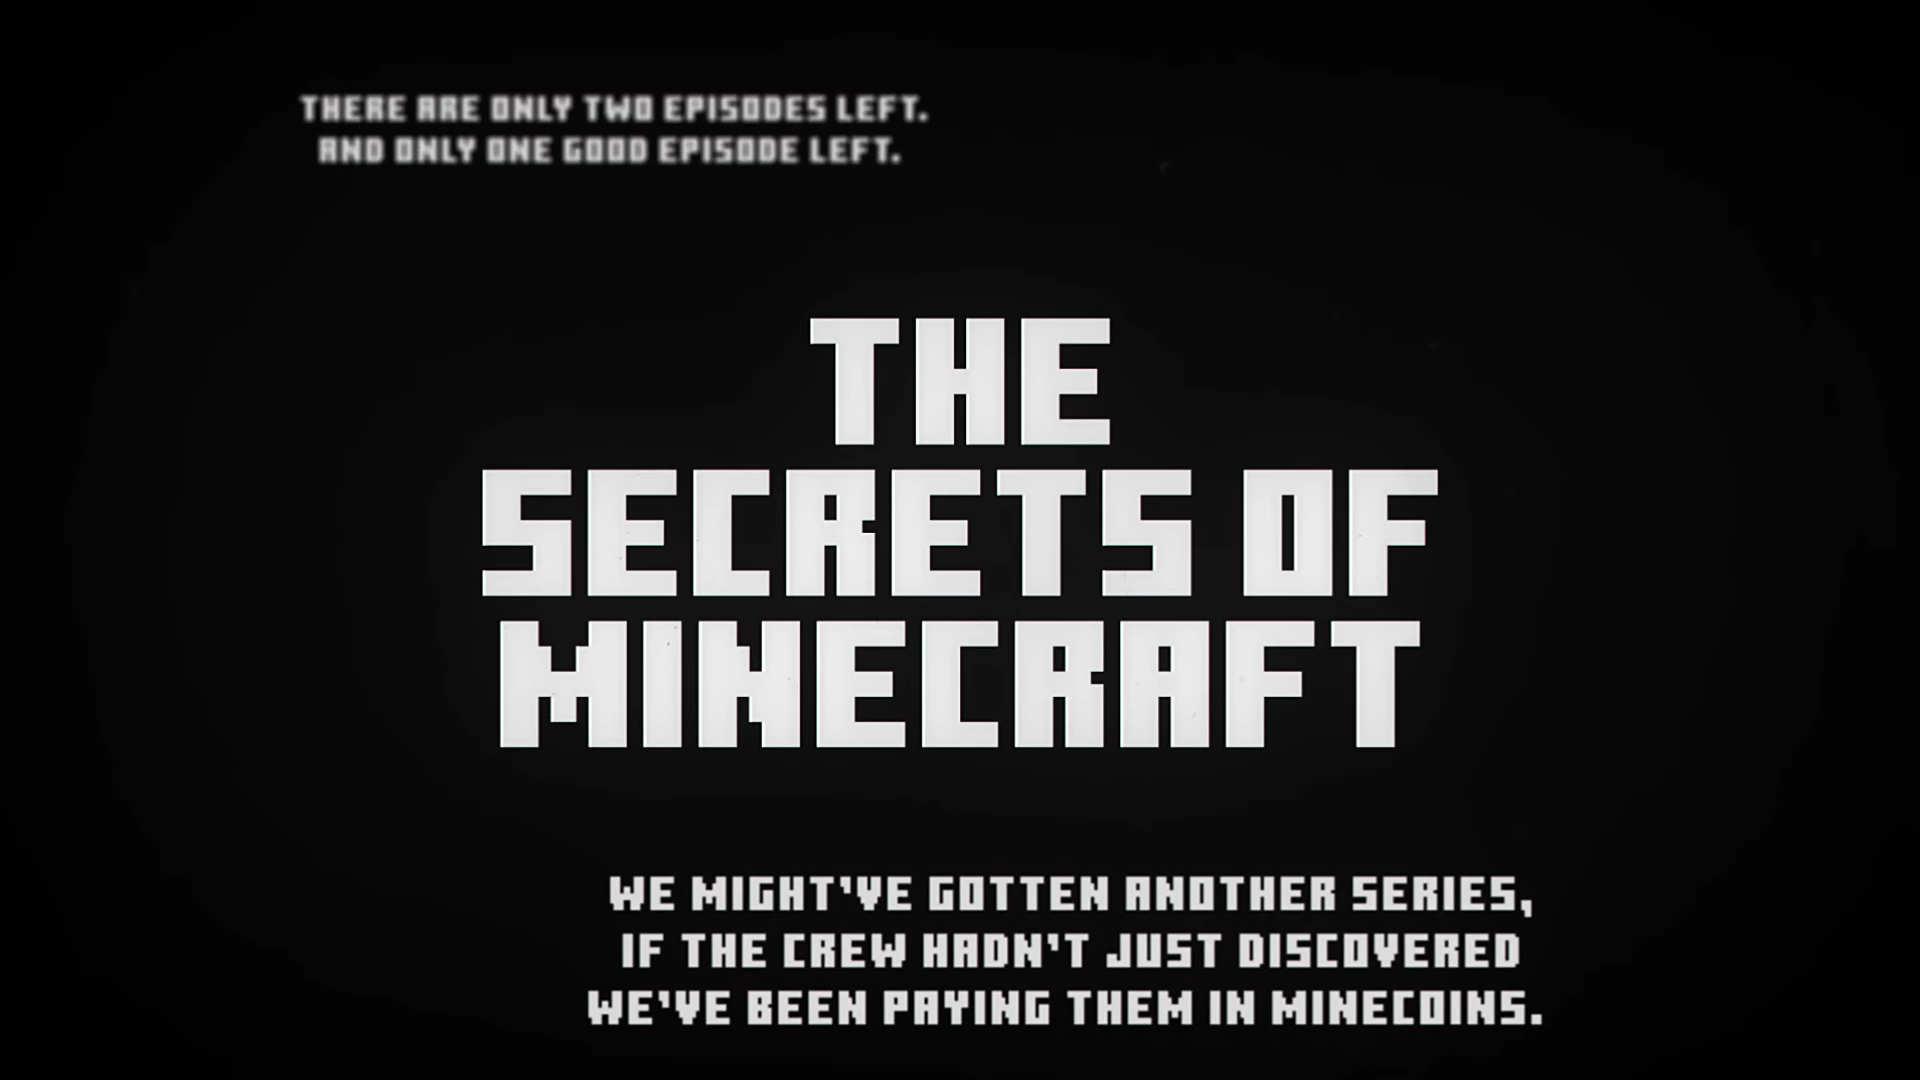 THERE ARE ONLY TWO EPISODES LEFT.
AND ONLY ONE GOOD EPISODE LEFT.
THE
SECRETS OF
MINECRAFT
WE MIGHT'VE GOTTEN ANOTHER SERIES,
IF THE CREW HADN'T JUST DISCOVERED
WE'VE BEEN PAYING THEM IN MINECOINS.